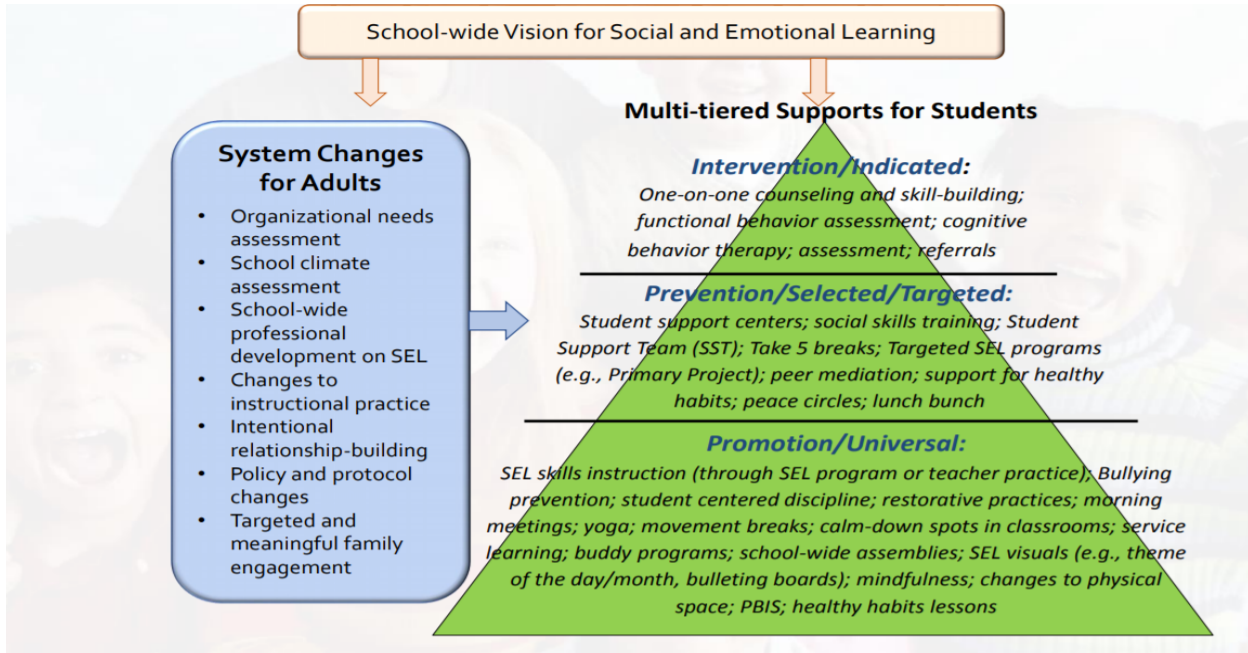 School-wide Vision for Social and Emotional Learning
System Changes
for Adults
• Organizational needs
assessment
• School climate
assessment
• School-wide
professional
development on SEL
• Changes to
instructional practice
• Intentional
relationship-building
• Policy and protocol
changes
• Targeted and
meaningful family
engagement
Multi-tiered Supports for Students
Intervention/Indicated:
One-on-one counseling and skill-building;
functional behavior assessment; cognitive
behavior therapy; assessment; referrals
Prevention/Selected/Targeted:
Student support centers; social skills training; Student
Support Team (SST); Take 5 breaks; Targeted SEL programs
(e.g., Primary Project); peer mediation; support for healthy
habits; peace circles; lunch bunch
Promotion/Universal:
SEL skills instruction (through SEL program or teacher practice); Bullying
prevention; student centered discipline; restorative practices; morning
meetings; yoga; movement breaks; calm-down spots in classrooms; service
learning; buddy programs; school-wide assemblies; SEL visuals (e.g., theme
of the day/month, bulleting boards); mindfulness; changes to physical
space; PBIS; healthy habits lessons